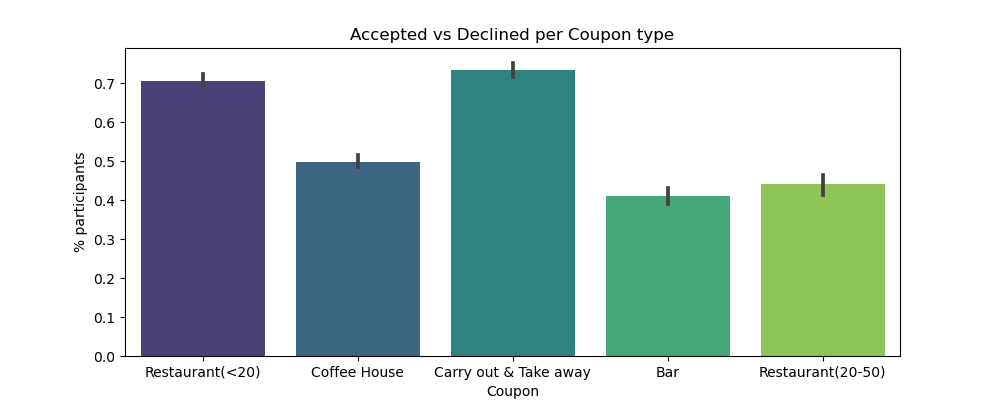 Accepted vs Declined per Coupon type
% participants
0.7
0.6
0.5
0.4
0.3
0.2
0.1
0.0
Restaurant(<20) Coffee House Carry out & Take away Bar Restaurant(20-50)
Coupon